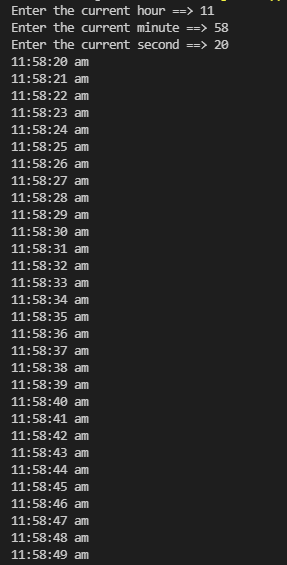 Enter the current hour ==> 11
Enter the current minute ==> 58
Enter the current second ==> 20
11:58:20 am
11:58:21 am
11:58:22 am
11:58:23 am
11:58:24 am
11:58:25 am
11:58:26 am
11:58:27 am
11:58:28 am
11:58:29 am
11:58:30 am
11:58:31 am
11:58:32 am
11:58:33 am
11:58:34 am
11:58:35 am
11:58:36 am
11:58:37 am
11:58:38 am
11:58:39 am
11:58:40 am
11:58:41 am
11:58:42 am
11:58:43 am
11:58:44 am
11:58:45 am
11:58:46 am
11:58:47 am
11:58:48 am
11:58:49 am